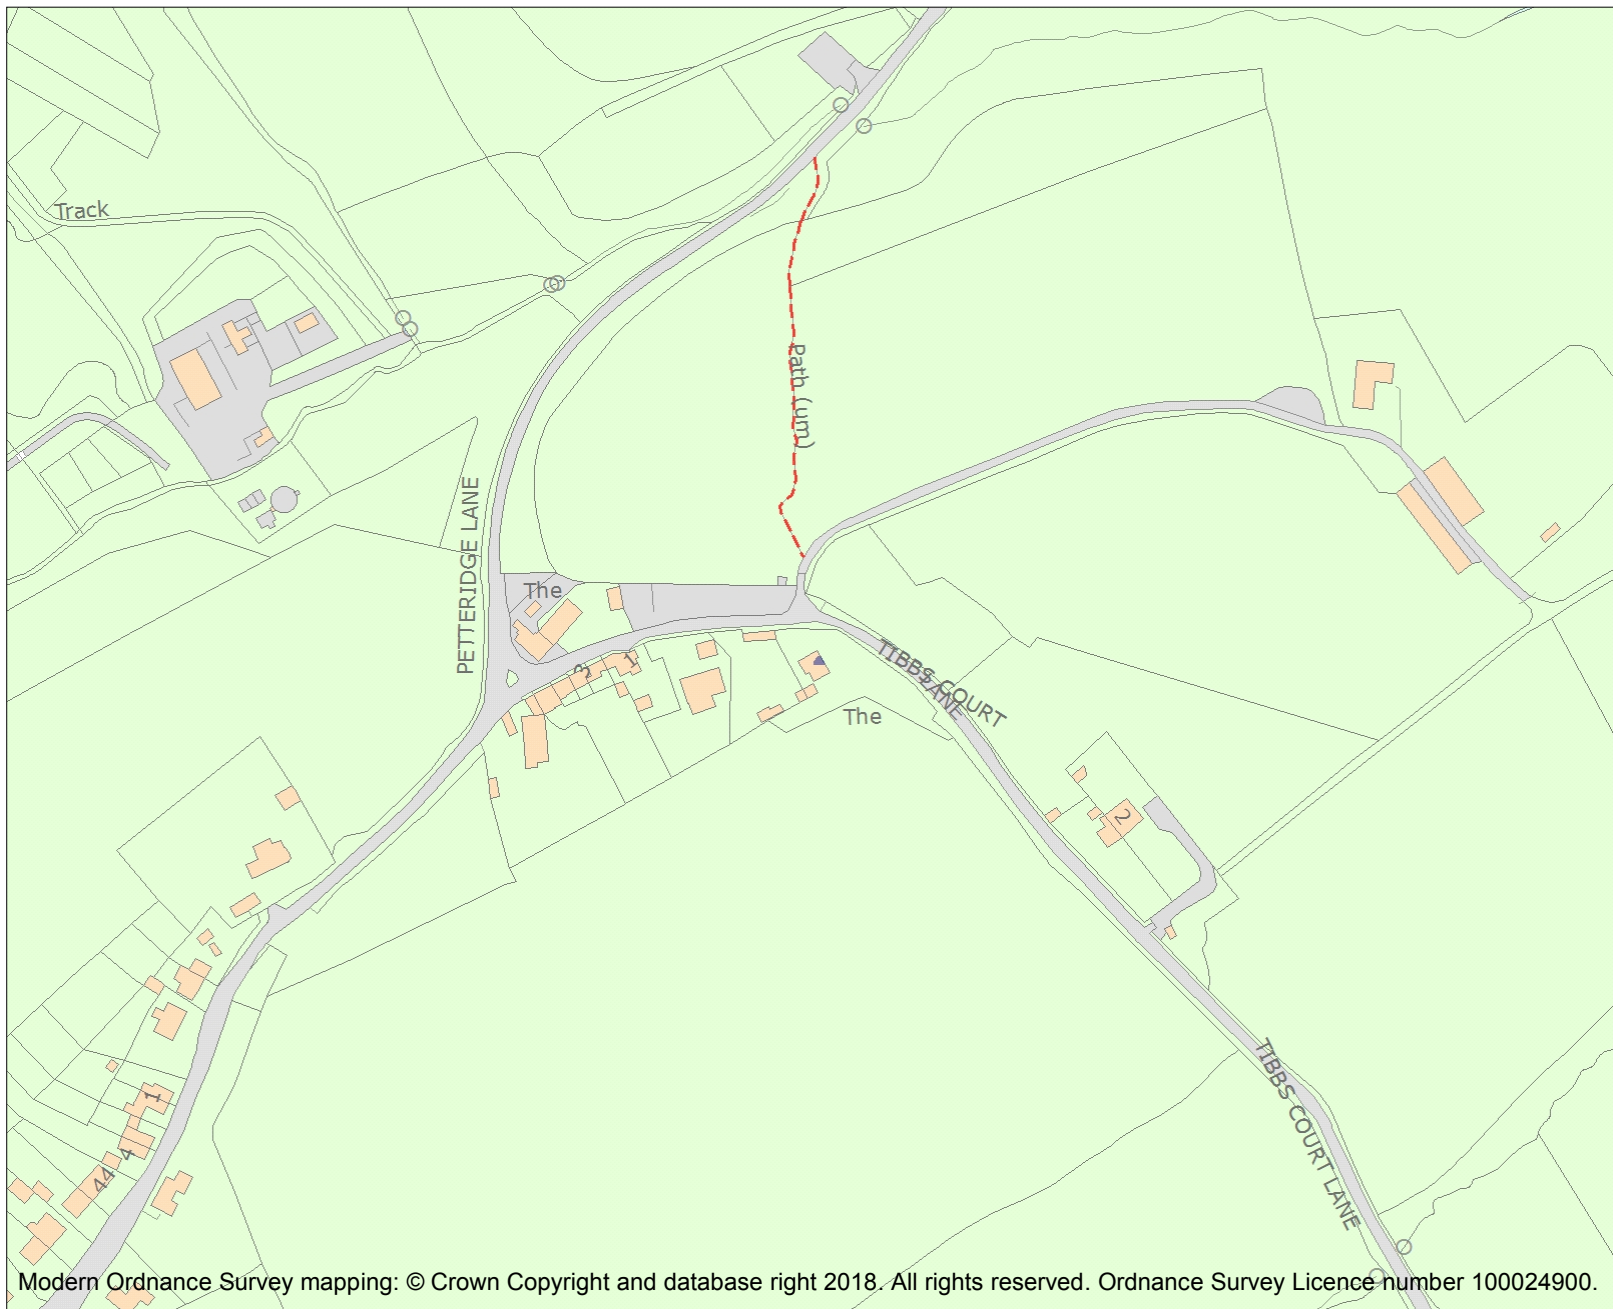 Track
Path (um)
PETTERIDGE LANE
The
3
1
TIBBS COURT
LANE
The
2
TIBBS COURT LANE
1
4
44
Modern Ordnance Survey mapping: © Crown Copyright and database right 2018. All rights reserved. Ordnance Survey Licence number 100024900.